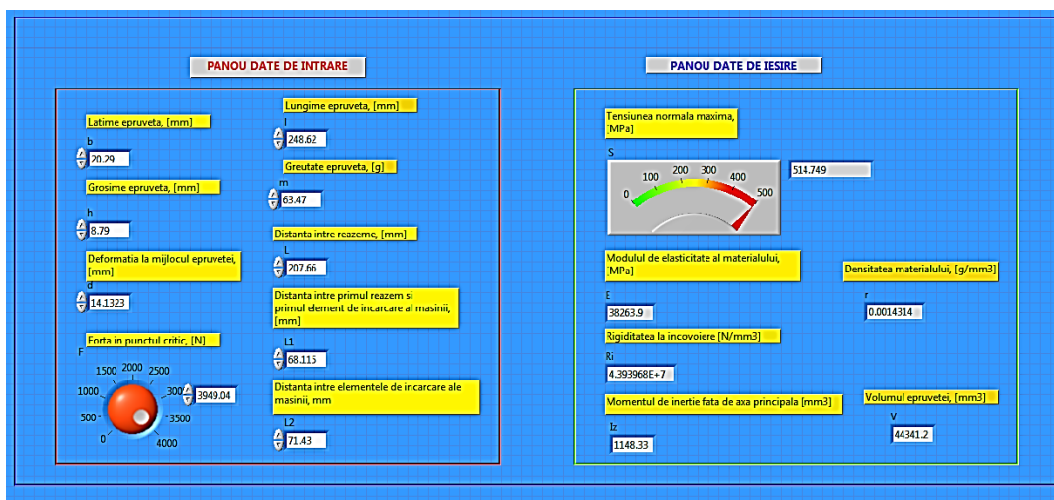 PANOU DATE DE INTRARE
Latime epruveta, [mm]
b
20.29
Grosime epruveta, [mm]
h
8.79
Deformatia la mijlocul epruvetei,
[mm]
d
14.1323
Forta in punctul critic, [N]
F
0
500
1000
1500
2000
2500
300
3500
4000
3949.04
Lungime epruveta, [mm]
l
248.62
Greutate epruveta, [g]
m
63.47
Distanta intre reazeme, [mm]
L
207.66
Distanta intre primul reazem si
primul element de incarcare al masinii,
[mm]
L1
68.115
Distanta intre elementele de incarcare ale
masinii, mm
L2
71.43
PANOU DATE DE IESIRE
Tensiunea normala maxima,
[MPa]
S
0
100
200
300
400
500
514.749
Modulul de elasticitate al materialului,
[MPa]
E
38263.9
Rigiditatea la incovoiere [N/mm3]
Ri
4.393968E+7
Momentul de inertie fata de axa principala [mm3]
Iz
1148.33
Densitatea materialului, [g/mm3]
r
0.0014314
Volumul epruvetei, [mm3]
V
44341.2